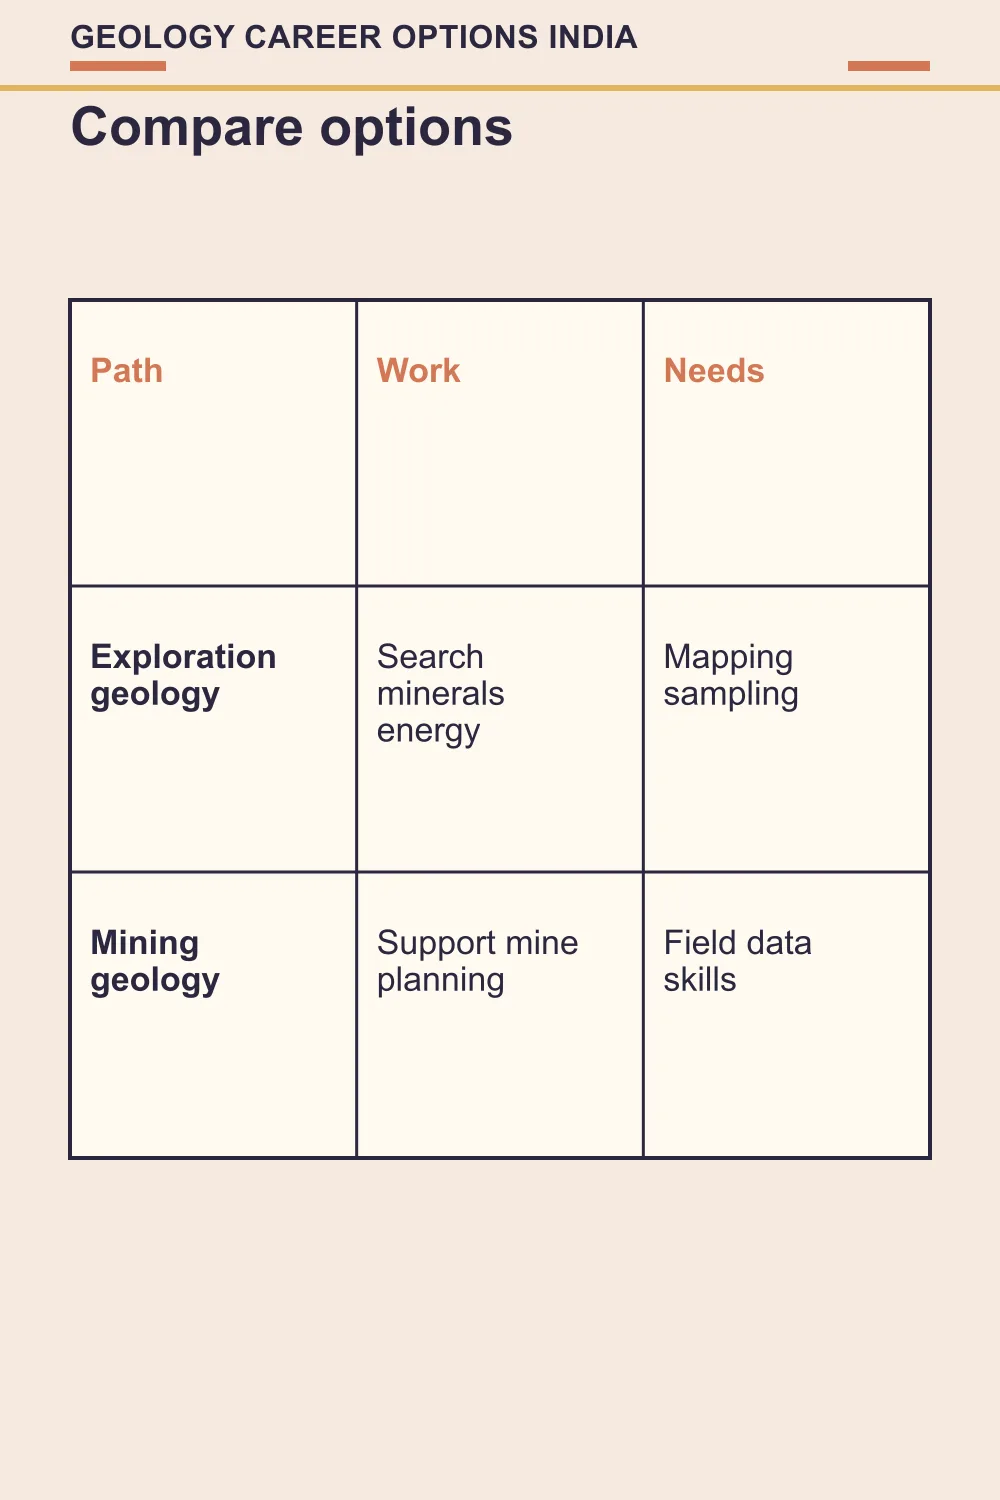 GEOLOGY CAREER OPTIONS INDIA
Compare options
Path
Work
Needs
Exploration
geology
Search
minerals
energy
Mapping
sampling
Mining
geology
Support mine
planning
Field data
skills